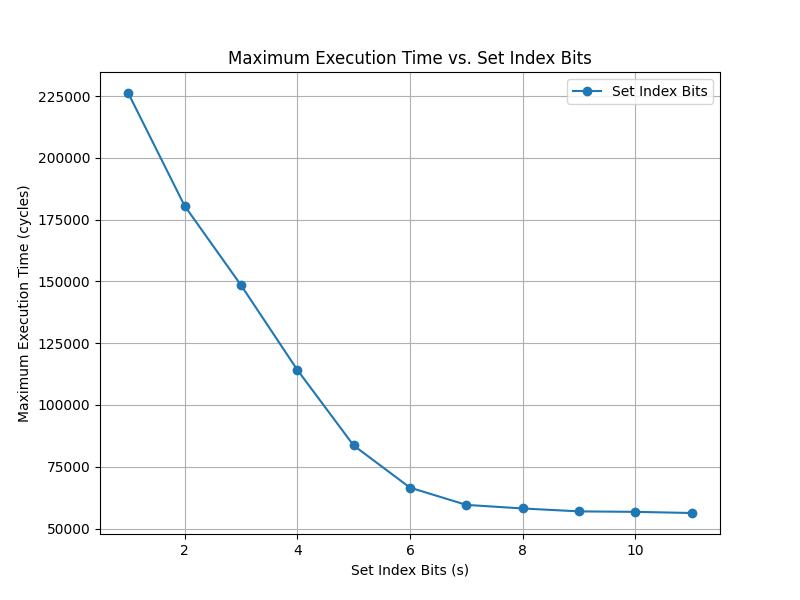 Maximum Execution Time vs. Set Index Bits
Set Index Bits
225000
200000
175000
150000
125000
100000
75000
50000
Maximum Execution Time (cycles)
2 4 6 8 10
Set Index Bits (s)